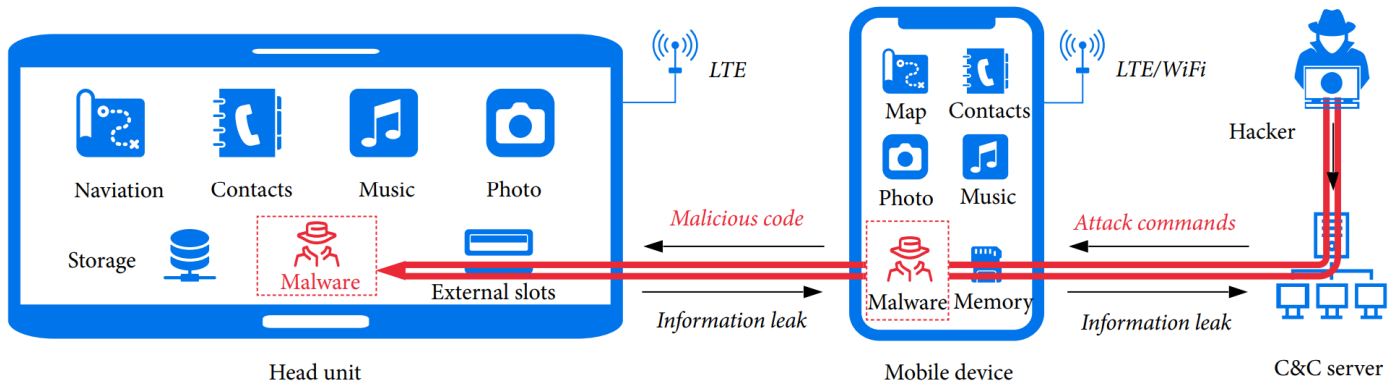 LTE
LTE/WiFi
Map
Contacts
Hacker
Naviation
Contacts
Music
Photo
Photo
Music
Malicious code
Attack commands
Storage
Malware
External slots
Malware
Memory
Information leak
Information leak
Head unit
Mobile device
C&C server